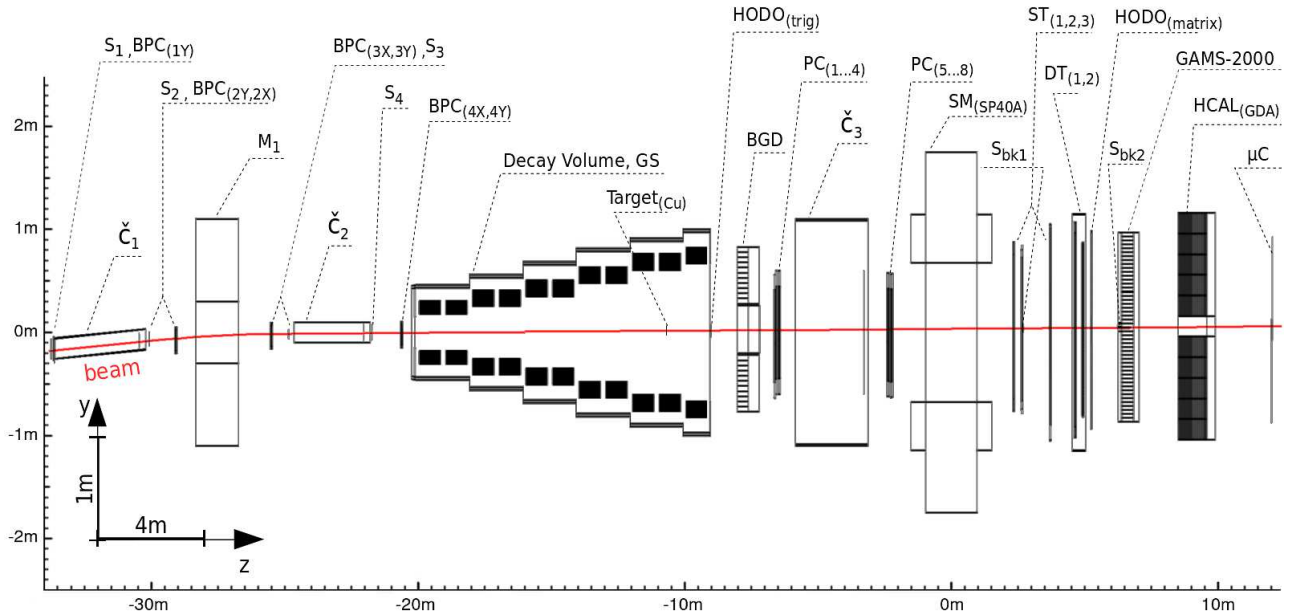 HODO(trig)
ST(1,2,3)
HODO(matrix)
S1 ,BPC(1Y)
BPC(3X,3Y) ,S3
PC(1...4)
PC(5...8)
GAMS-2000
DT(1,2)
S2 , BPC(2Y,2X)
S4
BPC(4X,4Y)
SM(SP40A)
HCAL(GDA)
2m
M1
Decay Volume, GS
BGD
č3
Sbk1
Sbk2
μC
Target(Cu)
1m
č1
č2
0m
beam
y
-1m
1m
4m
-2m
z
-30m
-20m
-10m
0m
10m